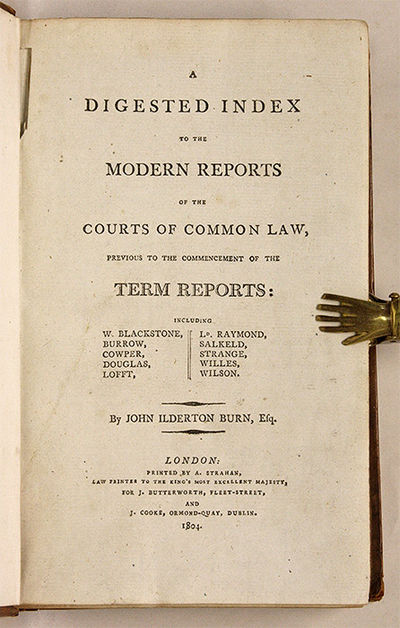 A
DIGESTED INDEX
TO THE
MODERN REPORTS
OF THE
COURTS OF COMMON LAW,
PREVIOUS TO THE COMMENCEMENT OF THE
TERM REPORTS:
INCLUDING
W. BLACKSTONE,
BURROW,
COWPER,
DOUGLAS,
LOFFT,
LD. RAYMOND,
SALKELD,
STRANGE,
WILLES,
WILSON.
By JOHN ILDERTON BURN, Eſq.
LONDON:
PRINTED BY A. STRAHAN,
LAW PRINTER TO THE KING'S MOST EXCELLENT MAJESTY,
FOR J. BUTTERWORTH, FLEET-STREET,
AND
J. COOKE, ORMOND-QUAY, DUBLIN.
1804.